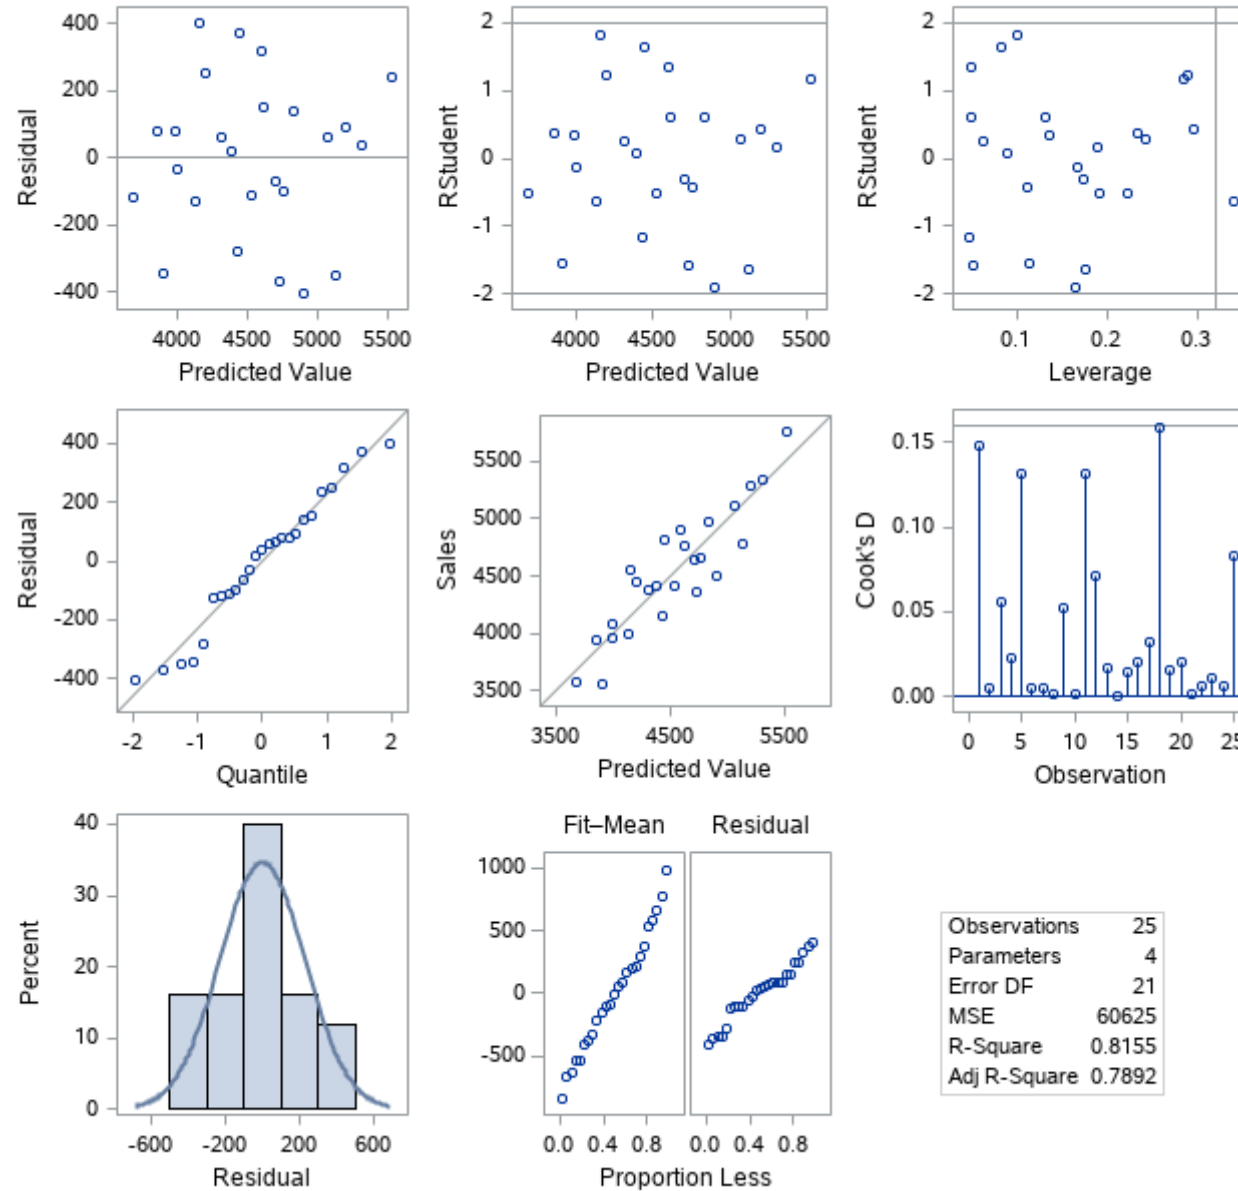 400
200
0
-200
-400
Residual
4000 4500 5000 5500
Predicted Value
2
1
0
-1
-2
RStudent
4000 4500 5000 5500
Predicted Value
2
1
0
-1
-2
RStudent
0.1 0.2 0.3
Leverage
400
200
0
-200
-400
Residual
-2 -1 0 1 2
Quantile
5500
5000
4500
4000
3500
Sales
3500 4500 5500
Predicted Value
0.15
0.10
0.05
0.00
Cook's D
0 5 10 15 20 25
Observation
40
30
20
10
0
Percent
-600 -200 200 600
Residual
Fit–Mean Residual
1000
500
0
-500
0.0 0.4 0.8 0.0 0.4 0.8
Proportion Less
Observations 25
Parameters 4
Error DF 21
MSE 60625
R-Square 0.8155
Adj R-Square 0.7892